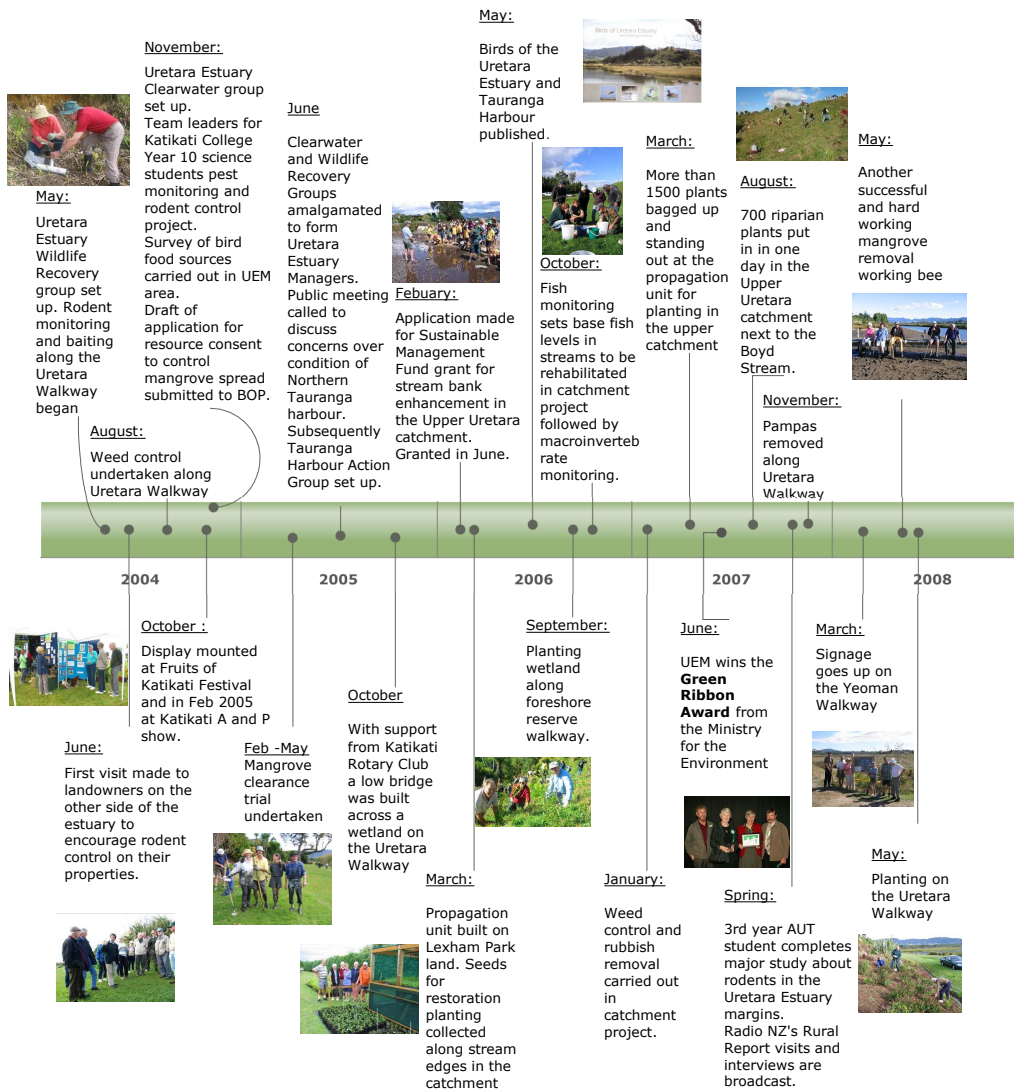 May:
Uretara
Estuary
Wildlife
Recovery
group set
up. Rodent
monitoring
and baiting
along the
Uretara
Walkway
began
August:
Weed control
undertaken along
Uretara Walkway
November:
Uretara Estuary
Clearwater group
set up.
Team leaders for
Katikati College
Year 10 science
students pest
monitoring and
rodent control
project.
Survey of bird
food sources
carried out in UEM
area.
Draft of
application for
resource consent
to control
mangrove spread
submitted to BOP.
June
Clearwater
and Wildlife
Recovery
Groups
amalgamated
to form
Uretara
Estuary
Managers.
Public meeting
called to
discuss
concerns over
condition of
Northern
Tauranga
harbour.
Subsequently
Tauranga
Harbour Action
Group set up.
Febuary:
Application made
for Sustainable
Management
Fund grant for
stream bank
enhancement in
the Upper Uretara
catchment.
Granted in June.
May:
Birds of the
Uretara
Estuary and
Tauranga
Harbour
published.
Birds of Uretara Estuary
October:
Fish
monitoring
sets base fish
levels in
streams to be
rehabilitated
in catchment
project
followed by
macroinverteb
rate
monitoring.
March:
More than
1500 plants
bagged up
and
standing
out at the
propagation
unit for
planting in
the upper
catchment
August:
700 riparian
plants put
in in one
day in the
Upper
Uretara
catchment
next to the
Boyd
Stream.
November:
Pampas
removed
along
Uretara
Walkway
May:
Another
successful
and hard
working
mangrove
removal
working bee
2004
2005
2006
2007
2008
October :
Display mounted
at Fruits of
Katikati Festival
and in Feb 2005
at Katikati A and P
show.
June:
First visit made to
landowners on the
other side of the
estuary to
encourage rodent
control on their
properties.
Feb -May
Mangrove
clearance
trial
undertaken
October
With support
from Katikati
Rotary Club
a low bridge
was built
across a
wetland on
the Uretara
Walkway
March:
Propagation
unit built on
Lexham Park
land. Seeds
for
restoration
planting
collected
along stream
edges in the
catchment
September:
Planting
wetland
along
foreshore
reserve
walkway.
January:
Weed
control and
rubbish
removal
carried out
in
catchment
project.
June:
UEM wins the
Green
Ribbon
Award from
the Ministry
for the
Environment
Spring:
3rd year AUT
student completes
major study about
rodents in the
Uretara Estuary
margins.
Radio NZ's Rural
Report visits and
interviews are
broadcast.
March:
Signage
goes up on
the Yeoman
Walkway
May:
Planting on
the Uretara
Walkway